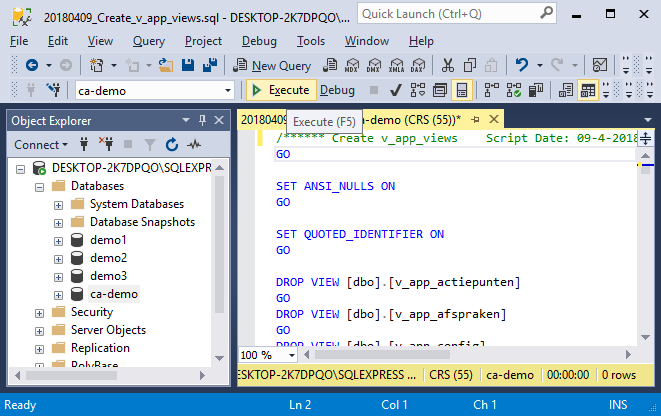 20180409_Create_v_app_views.sql - DESKTOP-2K7DPQO\...
Quick Launch (Ctrl+Q)
File Edit View Query Project Debug Tools Window Help
New Query MDX DMX XMLA DAX
ca-demo Execute Debug
Execute (F5)
Object Explorer
20180409 a-demo (CRS (55))*
Connect
DESKTOP-2K7DPQO\SQLEXPR
Databases
System Databases
Database Snapshots
demo1
demo2
demo3
ca-demo
Security
Server Objects
Replication
PolyBase
/****** Create v_app_views Script Date: 09-4-2018
GO
SET ANSI_NULLS ON
GO
SET QUOTED_IDENTIFIER ON
GO
DROP VIEW [dbo].[v_app_actiepunten]
GO
DROP VIEW [dbo].[v_app_afspraken]
GO
DROP VIEW [dbo].[v_app_config]
100 %
DESKTOP-2K7DPQO\SQLEXPRESS ... CRS (55) ca-demo 00:00:00 0 rows
Ready Ln 2 Col 1 Ch 1 INS